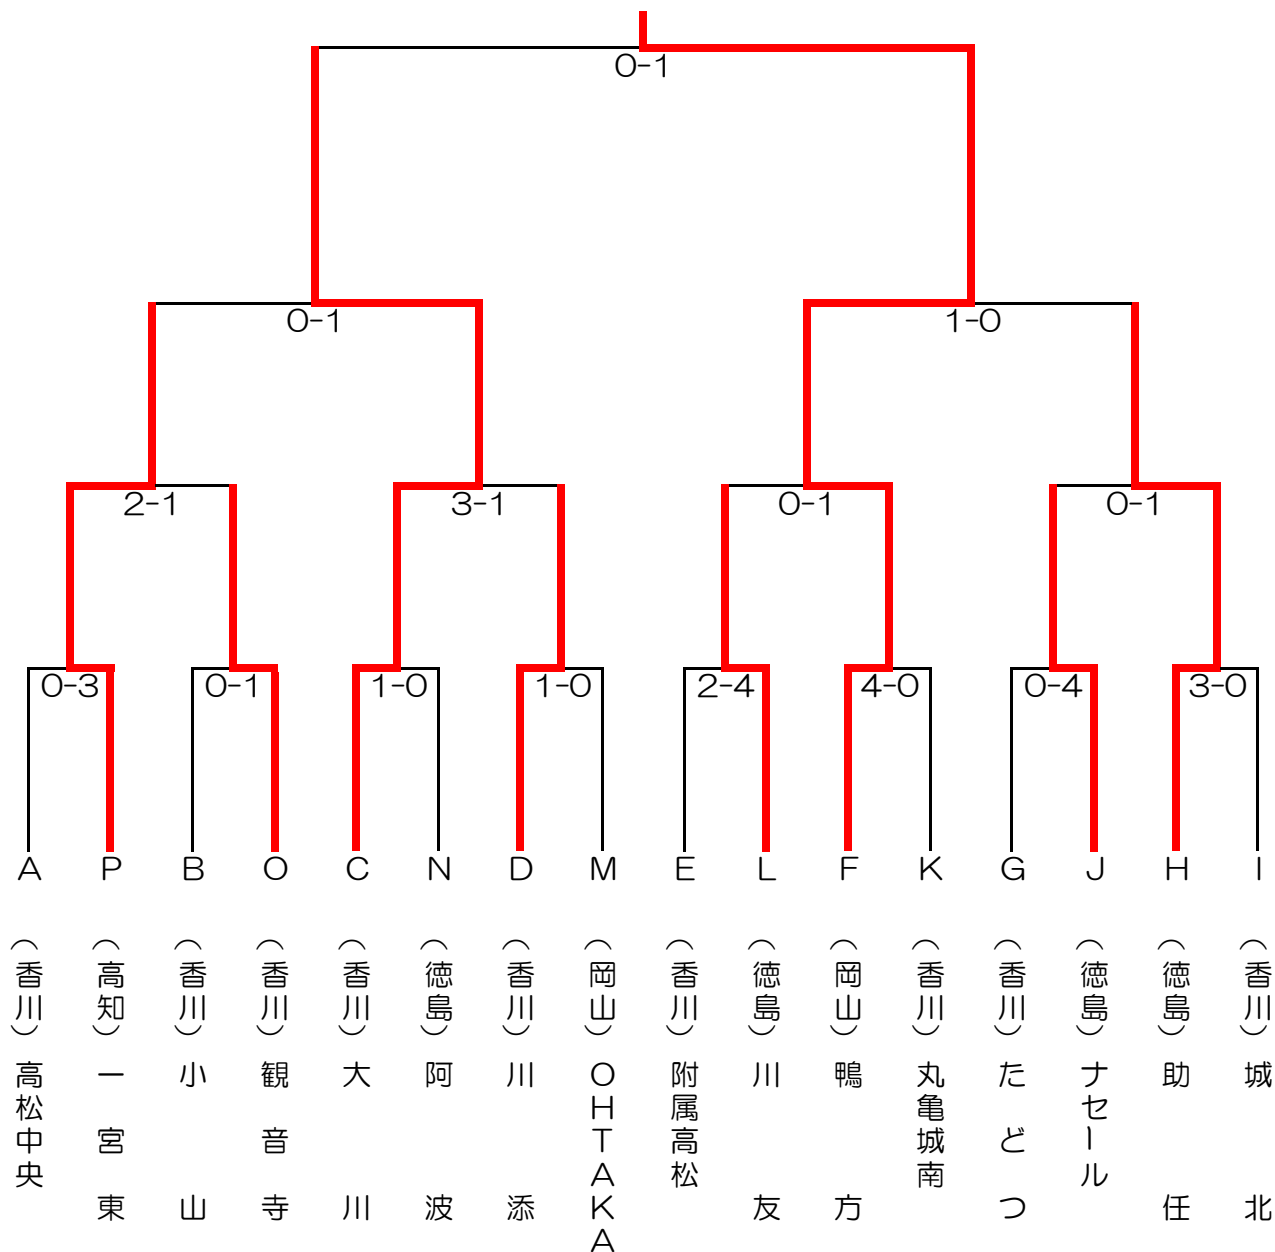 0-1
0-1
1-0
2-1
3-1
0-1
0-1
0-3
0-1
1-0
1-0
2-4
4-0
0-4
3-0
A
P
B
O
C
N
D
M
E
L
F
K
G
J
H
I
(香川)高松中央
(高知)一宮東
(香川)小山
(香川)観音寺
(香川)大川
(徳島)阿波
(香川)川添
(岡山)OHTAKA
(香川)附属高松
(徳島)川友
(岡山)鴨方
(香川)丸亀城南
(香川)たどつ
(徳島)ナセール
(徳島)助任
(香川)城北